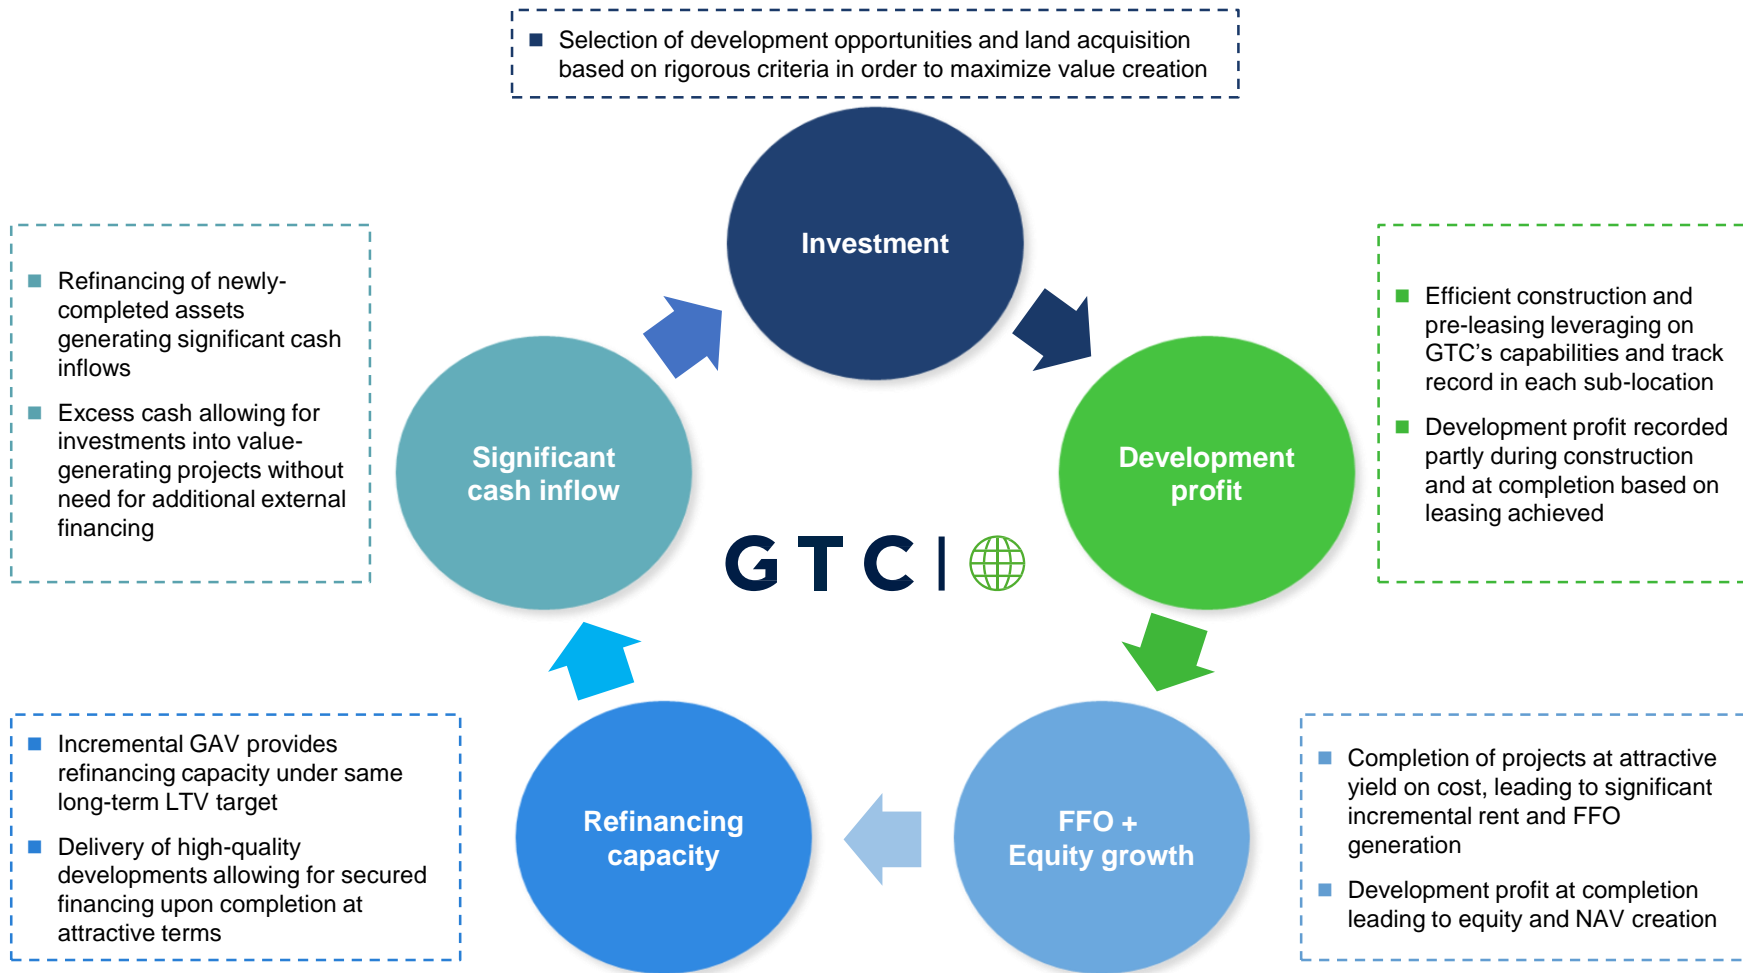 ■ Selection of development opportunities and land acquisition
based on rigorous criteria in order to maximize value creation
Investment
■ Refinancing of newly-
completed assets
generating significant cash
inflows
■ Excess cash allowing for
investments into value-
generating projects without
need for additional external
financing
Significant
cash inflow
Development
profit
■ Efficient construction and
pre-leasing leveraging on
GTC’s capabilities and track
record in each sub-location
■ Development profit recorded
partly during construction
and at completion based on
leasing achieved
GTC
■ Incremental GAV provides
refinancing capacity under same
long-term LTV target
■ Delivery of high-quality
developments allowing for secured
financing upon completion at
attractive terms
Refinancing
capacity
FFO +
Equity growth
■ Completion of projects at attractive
yield on cost, leading to significant
incremental rent and FFO
generation
■ Development profit at completion
leading to equity and NAV creation